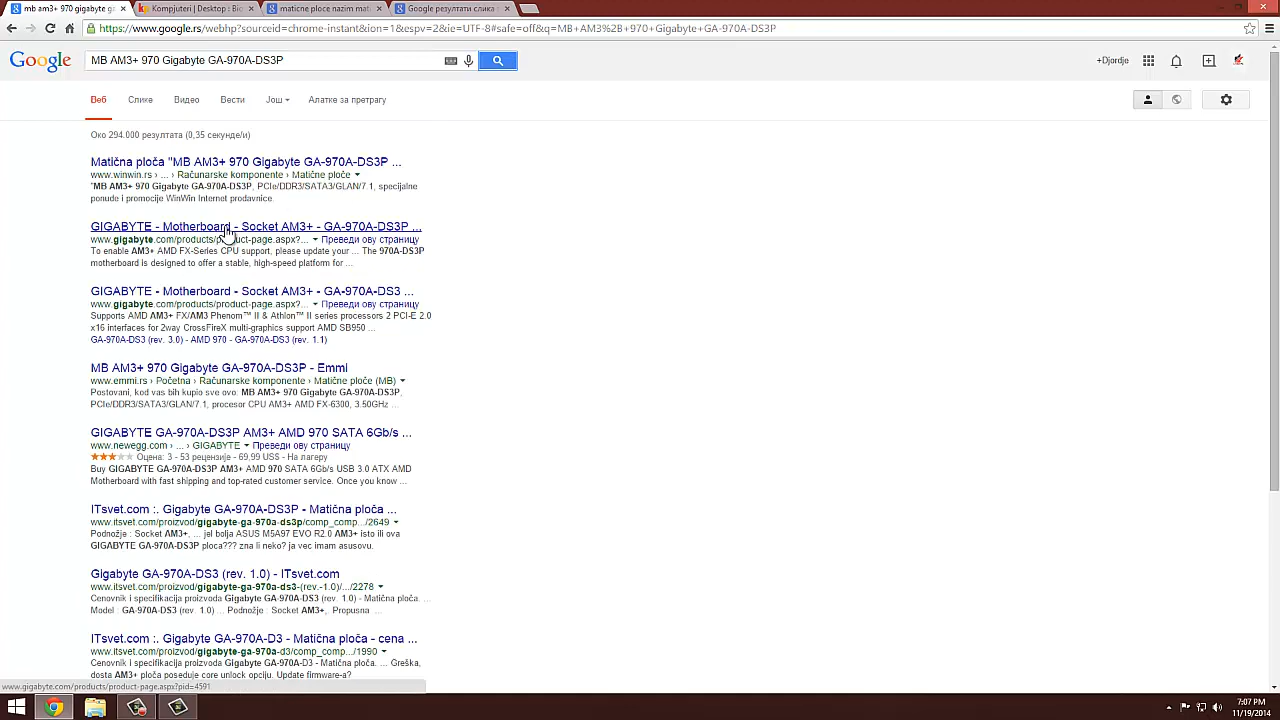 mb am3+ 970 gigabyte ga
Kompjuteri | Desktop : Bi
maticne ploce nazim mat
Google резултати слика
https://www.google.rs/webhp?sourceid=chrome-instant&ion=1&espv=2&ie=UTF-8#safe=off&q=MB+AM3%2B+970+Gigabyte+GA-970A-DS3P
Google
MB AM3+ 970 Gigabyte GA-970A-DS3P
+Djordje
Веб Слике Видео Вести Још Алатке за претрагу
Око 294.000 резултата (0,35 секунде/и)
Matična ploča "MB AM3+ 970 Gigabyte GA-970A-DS3P ...
www.winwin.rs › ... › Računarske komponente › Matične ploče
"MB AM3+ 970 Gigabyte GA-970A-DS3P, PCIe/DDR3/SATA3/GLAN/7.1, specijalne
ponude i promocije WinWin Internet prodavnice.
GIGABYTE - Motherboard - Socket AM3+ - GA-970A-DS3P ...
www.gigabyte.com/products/product-page.aspx?... Преведи ову страницу
To enable AM3+ AMD FX-Series CPU support, please update your ... The 970A-DS3P
motherboard is designed to offer a stable, high-speed platform for ...
GIGABYTE - Motherboard - Socket AM3+ - GA-970A-DS3 ...
www.gigabyte.com/products/product-page.aspx?... Преведи ову страницу
Supports AMD AM3+ FX/AM3 Phenom™ II & Athlon™ II series processors 2 PCI-E 2.0
x16 interfaces for 2way CrossFireX multi-graphics support AMD SB950 ...
GA-970A-DS3 (rev. 3.0) - AMD 970 - GA-970A-DS3 (rev. 1.1)
MB AM3+ 970 Gigabyte GA-970A-DS3P - Emmi
www.emmi.rs › Početna › Računarske komponente › Matične ploče (MB)
Postovani, kod vas bih kupio sve ovo: MB AM3+ 970 Gigabyte GA-970A-DS3P,
PCIe/DDR3/SATA3/GLAN/7.1, procesor CPU AM3+ AMD FX-6300, 3.50GHz ...
GIGABYTE GA-970A-DS3P AM3+ AMD 970 SATA 6Gb/s ...
www.newegg.com › ... › GIGABYTE Преведи ову страницу
Оцена: 3 - 53 рецензије - 69,99 US$ - На лагеру
Buy GIGABYTE GA-970A-DS3P AM3+ AMD 970 SATA 6Gb/s USB 3.0 ATX AMD
Motherboard with fast shipping and top-rated customer service. Once you know ...
ITsvet.com :. Gigabyte GA-970A-DS3P - Matična ploča ...
www.itsvet.com/proizvod/gigabyte-ga-970a-ds3p/comp_comp.../2649
Podnožje : Socket AM3+, ... jel bolja ASUS M5A97 EVO R2.0 AM3+ isto ili ova
GIGABYTE GA-970A-DS3P ploca??? zna li neko? ja vec imam asusovu.
Gigabyte GA-970A-DS3 (rev. 1.0) - ITsvet.com
www.itsvet.com/proizvod/gigabyte-ga-970a-ds3-(rev.-1.0)/.../2278
Cenovnik i specifikacija proizvoda Gigabyte GA-970A-DS3 (rev. 1.0) - Matična ploča. ...
Model : GA-970A-DS3 (rev. 1.0) ... Podnožje : Socket AM3+, Propusna ...
ITsvet.com :. Gigabyte GA-970A-D3 - Matična ploča - cena ...
www.itsvet.com/proizvod/gigabyte-ga-970a-d3/comp_comp.../1990
Cenovnik i specifikacija proizvoda Gigabyte GA-970A-D3 - Matična ploča. ... Greška,
dosta AM3+ ploča poseduje core unlock opciju. Update firmware-a?
www.gigabyte.com/products/product-page.aspx?pid=4591
7:07 PM
11/19/2014